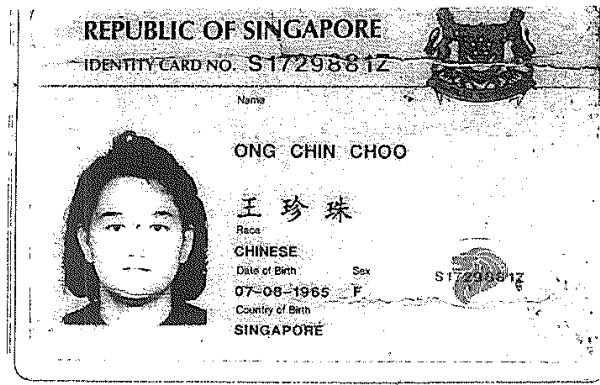 REPUBLIC OF SINGAPORE
IDENTITY CARD NO. S1729881Z
Name
ONG CHIN CHOO
王珍珠
Race
CHINESE
Date of Birth Sex
07-08-1965 F
S1729881Z
Country of Birth
SINGAPORE